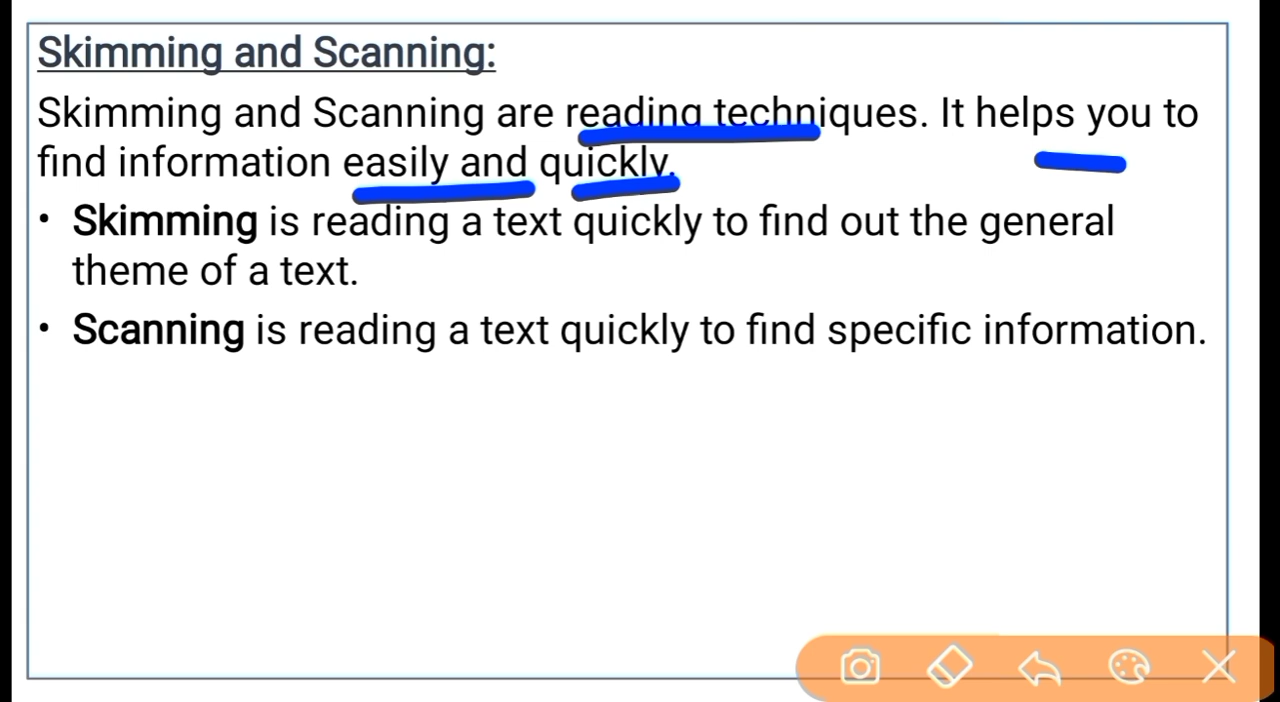 Skimming and Scanning:
Skimming and Scanning are reading techniques. It helps you to
find information easily and quickly.
• Skimming is reading a text quickly to find out the general
theme of a text.
• Scanning is reading a text quickly to find specific information.